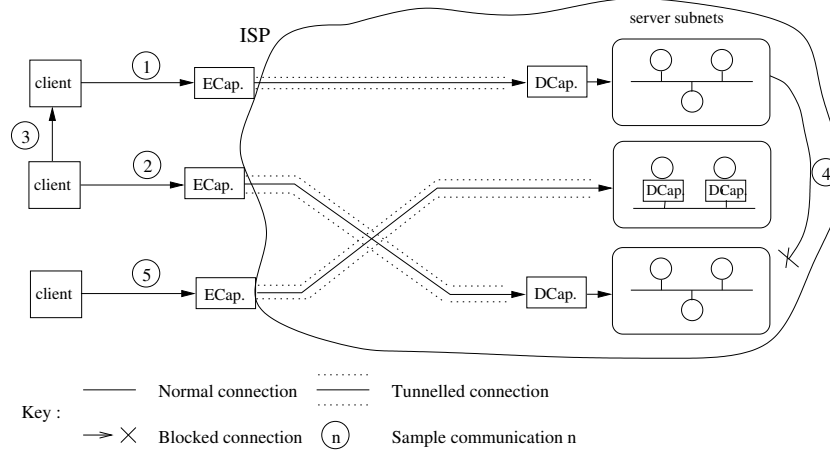 ISP
server subnets
1
client
ECap.
DCap.
3
2
client
ECap.
DCap.
DCap.
4
5
client
ECap.
DCap.
Key :
Normal connection
Tunnelled connection
Blocked connection
n
Sample communication n